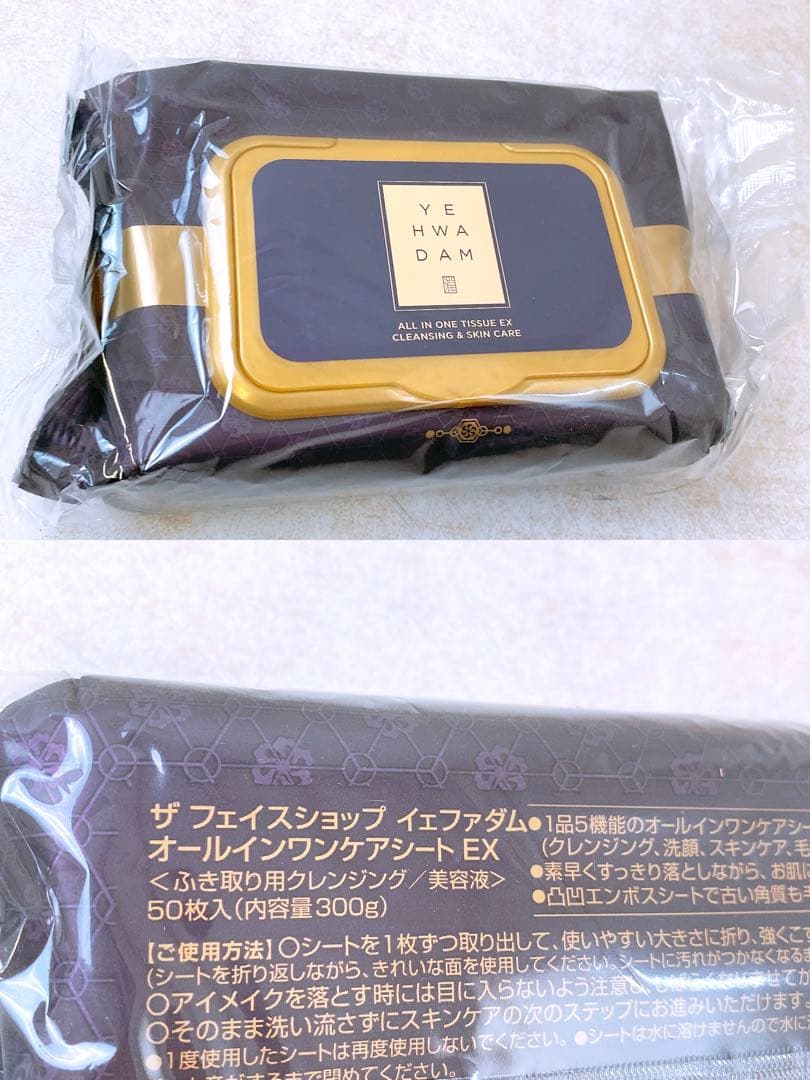 YE
HWA
DAM
ALL IN ONE TISSUE EX
CLEANSING & SKIN CARE
ザ フェイスショップ イェファダム
オールインワンケアシート EX
＜ふき取り用クレンジング／美容液＞
50枚入(内容量300g)
●1品5機能のオールインワンケアシー
(クレンジング、洗顔、スキンケア、毛
●素早くすっきり落としながら、お肌に
●凸凹エンボスシートで古い角質も
【ご使用方法】○シートを1枚ずつ取り出して、使いやすい大きさに折り、強くこす
(シートを折り返しながら、きれいな面を使用してください。シートに汚れがつかなくなるま
○アイメイクを落とす時には目に入らないよう注意し、
○そのまま洗い流さずにスキンケアの次のステップにお進みいただけます
●1度使用したシートは再度使用しないでください。 ●シートは水に溶けませんので水に
音がするまで閉めてください。